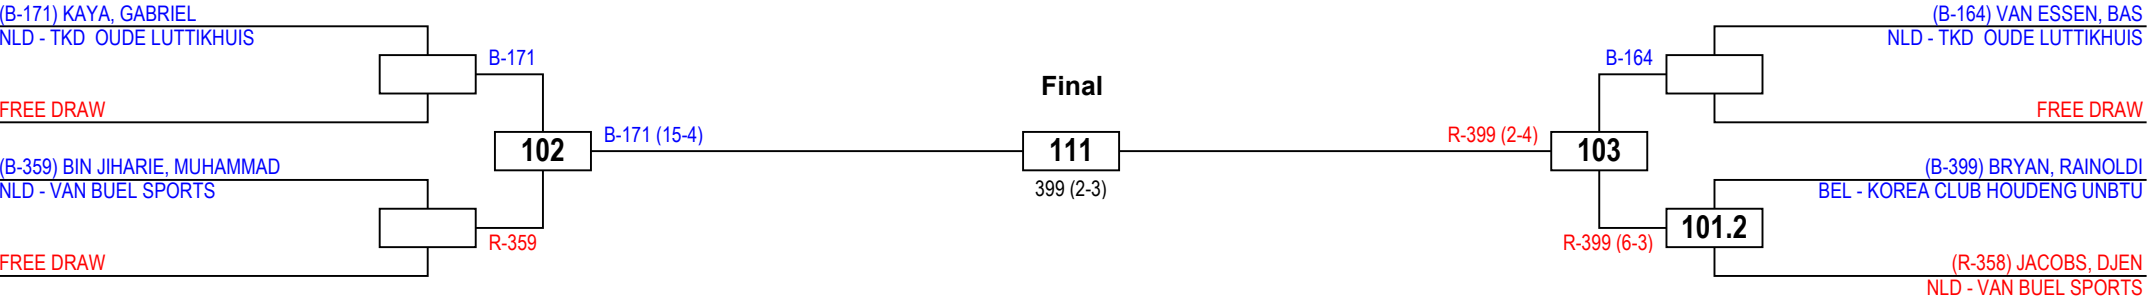 (B-171) KAYA, GABRIEL
NLD - TKD OUDE LUTTIKHUIS
B-171
FREE DRAW
102
B-171 (15-4)
(B-359) BIN JIHARIE, MUHAMMAD
NLD - VAN BUEL SPORTS
R-359
FREE DRAW
Final
111
399 (2-3)
(B-164) VAN ESSEN, BAS
NLD - TKD OUDE LUTTIKHUIS
B-164
FREE DRAW
R-399 (2-4)
103
(B-399) BRYAN, RAINOLDI
BEL - KOREA CLUB HOUDENG UNBTU
101.2
R-399 (6-3)
(R-358) JACOBS, DJEN
NLD - VAN BUEL SPORTS